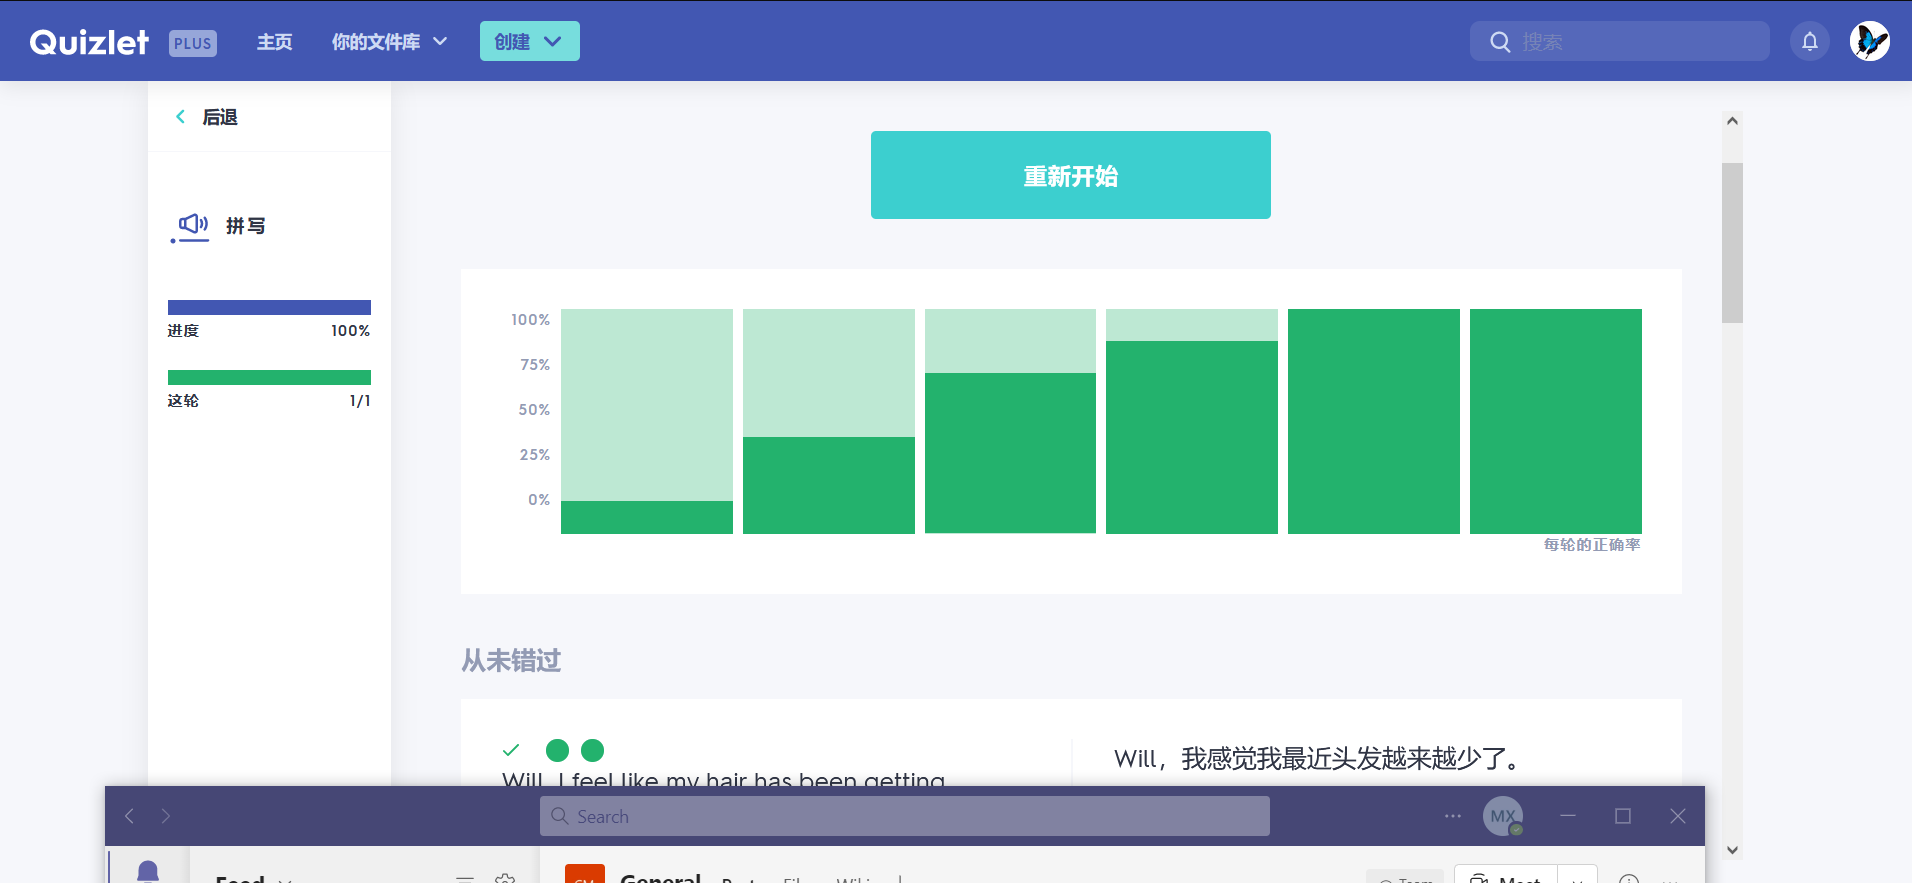 Quizlet PLUS 主页 你的文件库 创建 搜索
后退
重新开始
拼写
进度 100%
这轮 1/1
100%
75%
50%
25%
0%
每轮的正确率
从未错过
Will, I feel like my hair has been getting
Will，我感觉我最近头发越来越少了。
Search
MX
Feed
General
Team
Meet